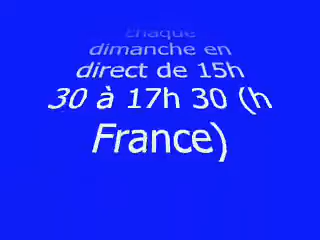 chaque
dimanche en
direct de 15h
30 à 17h 30 (h
France)